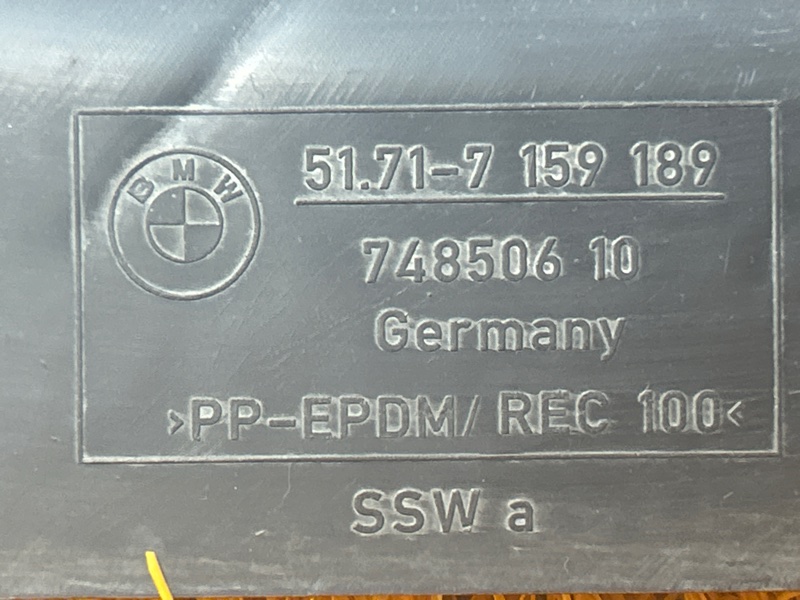 BMW
51.71-7 159 189
748506 10
Germany
>PP-EPDM/ REC 100<
SSW a